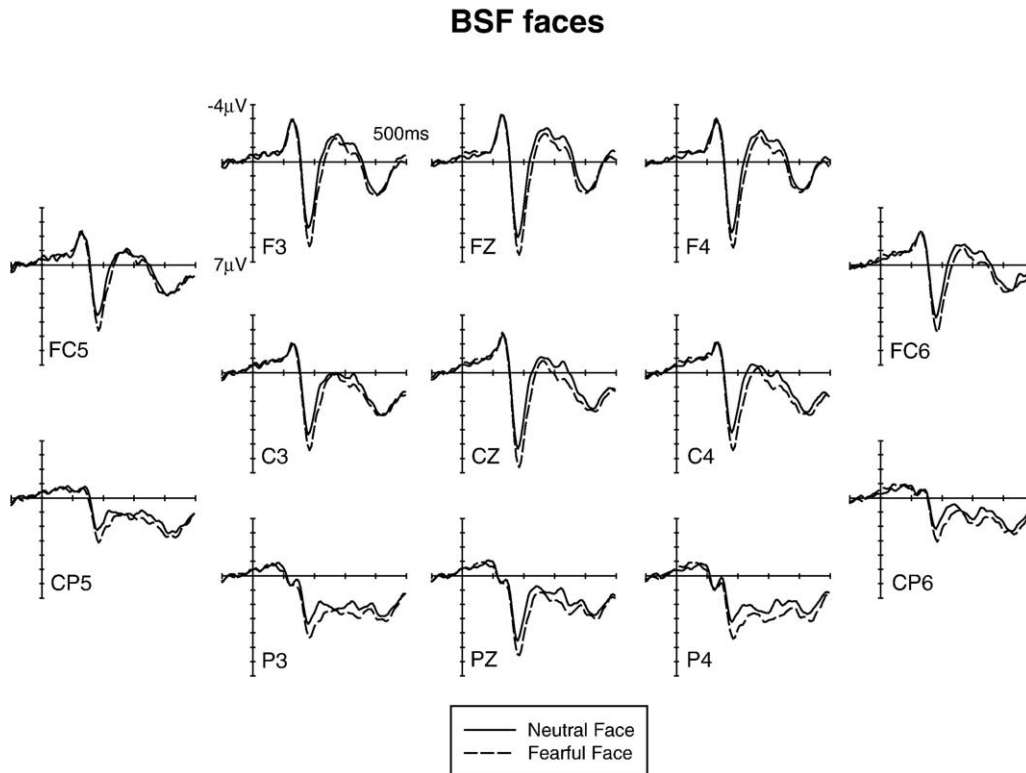 BSF faces
-4μV
500ms
7μV
F3
FZ
F4
FC5
FC6
C3
CZ
C4
CP5
CP6
P3
PZ
P4
Neutral Face
Fearful Face